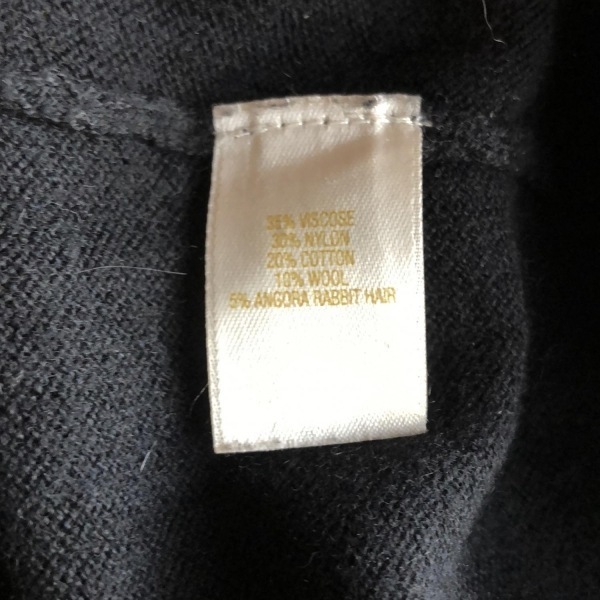 35% VISCOSE
30% NYLON
20% COTTON
10% WOOL
5% ANGORA RABBIT HAIR